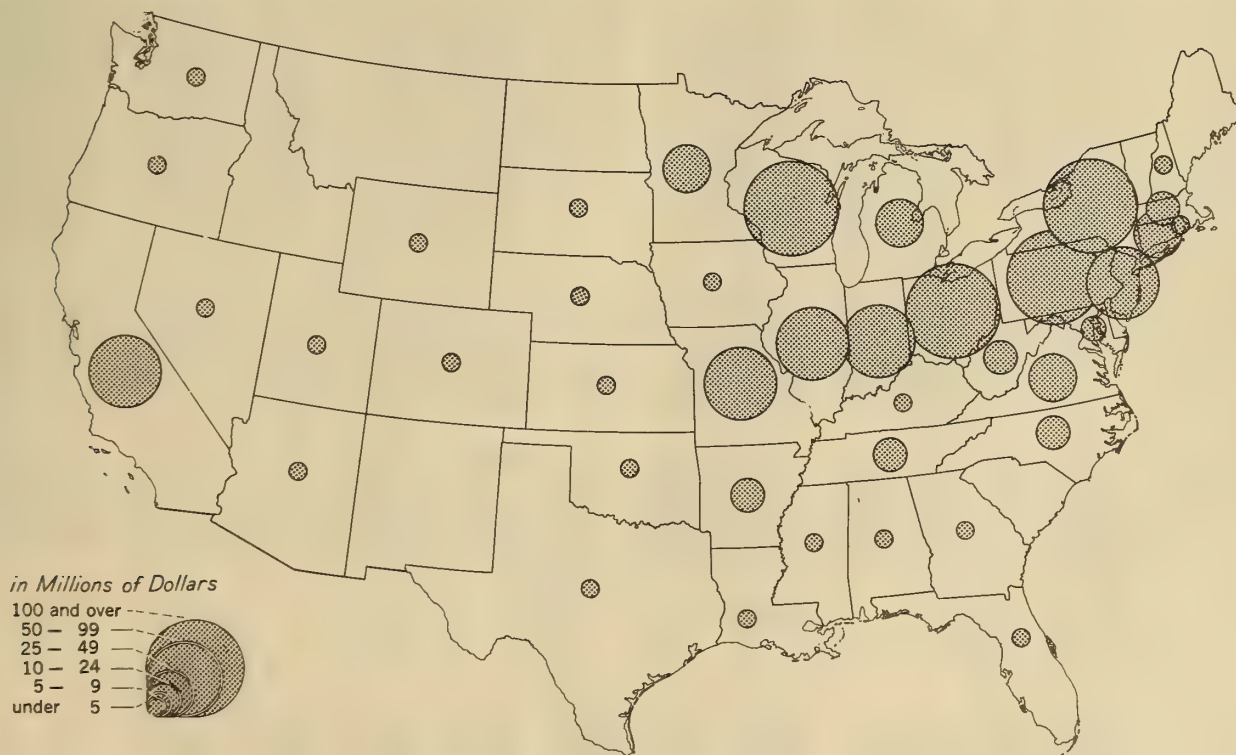 in Millions of Dollars
100 and over
50 – 99
25 – 49
10 – 24
5 – 9
under 5